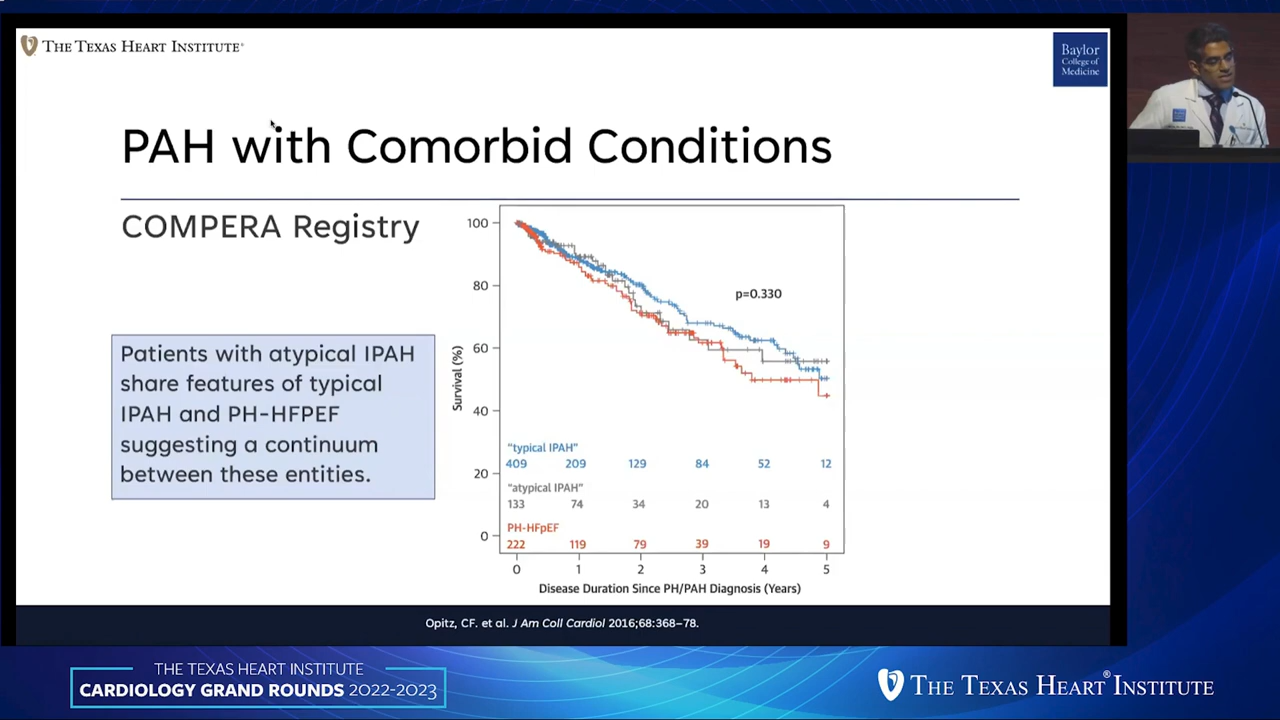 THE TEXAS HEART INSTITUTE®
Baylor
College of
Medicine
PAH with Comorbid Conditions
COMPERA Registry
Patients with atypical IPAH
share features of typical
IPAH and PH-HFPEF
suggesting a continuum
between these entities.
Survival (%)
100
80
60
40
20
0
p=0.330
"typical IPAH"
409 209 129 84 52 12
"atypical IPAH"
133 74 34 20 13 4
PH-HFpEF
222 119 79 39 19 9
0 1 2 3 4 5
Disease Duration Since PH/PAH Diagnosis (Years)
Opitz, CF. et al. J Am Coll Cardiol 2016;68:368–78.
THE TEXAS HEART INSTITUTE
CARDIOLOGY GRAND ROUNDS 2022-2023
THE TEXAS HEART® INSTITUTE